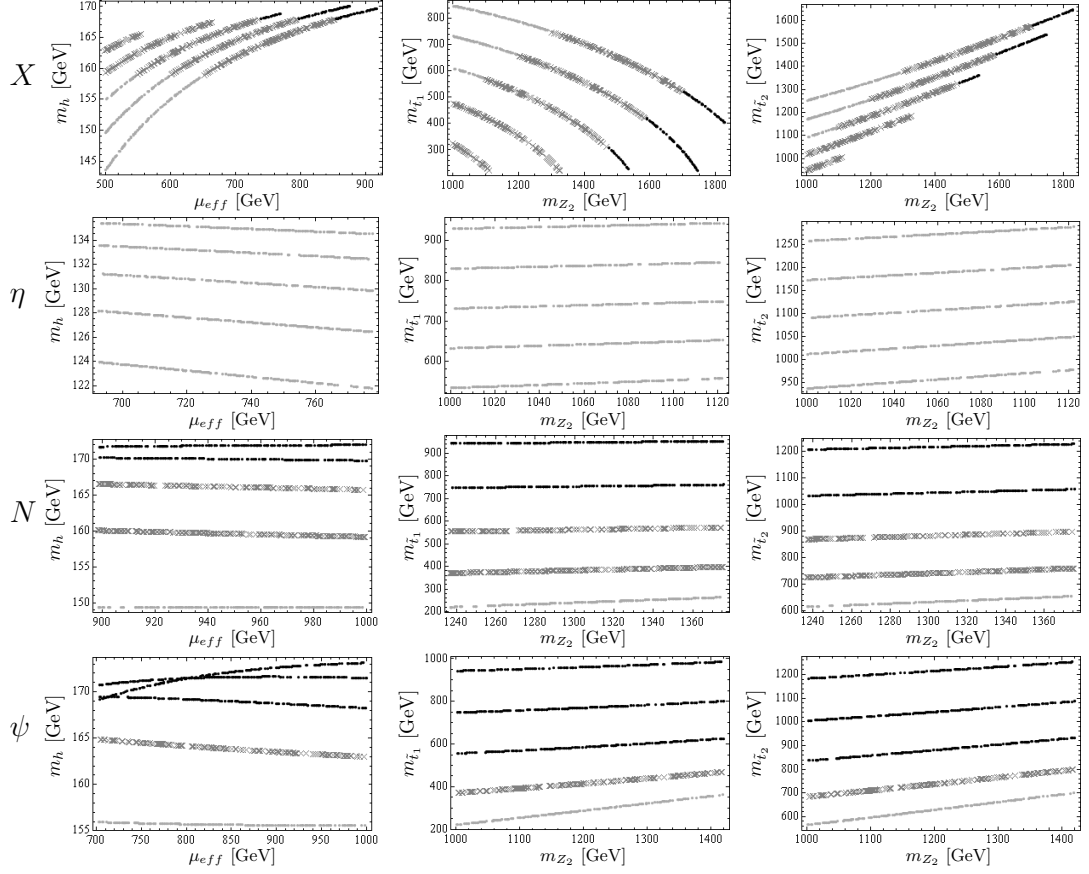 X
m_h [GeV]
170
165
160
155
150
145
500 600 700 800 900
μ_eff [GeV]
m_t̃1 [GeV]
800
700
600
500
400
300
1000 1200 1400 1600 1800
m_Z2 [GeV]
m_t̃2 [GeV]
1600
1500
1400
1300
1200
1100
1000
1000 1200 1400 1600 1800
m_Z2 [GeV]
η
m_h [GeV]
134
132
130
128
126
124
122
700 720 740 760
μ_eff [GeV]
m_t̃1 [GeV]
900
800
700
600
1000 1020 1040 1060 1080 1100 1120
m_Z2 [GeV]
m_t̃2 [GeV]
1250
1200
1150
1100
1050
1000
950
1000 1020 1040 1060 1080 1100 1120
m_Z2 [GeV]
N
m_h [GeV]
170
165
160
155
150
900 920 940 960 980 1000
μ_eff [GeV]
m_t̃1 [GeV]
900
800
700
600
500
400
300
200
1240 1260 1280 1300 1320 1340 1360
m_Z2 [GeV]
m_t̃2 [GeV]
1200
1100
1000
900
800
700
600
1240 1260 1280 1300 1320 1340 1360
m_Z2 [GeV]
ψ
m_h [GeV]
170
165
160
155
700 750 800 850 900 950 1000
μ_eff [GeV]
m_t̃1 [GeV]
1000
800
600
400
200
1000 1100 1200 1300 1400
m_Z2 [GeV]
m_t̃2 [GeV]
1200
1100
1000
900
800
700
600
1000 1100 1200 1300 1400
m_Z2 [GeV]